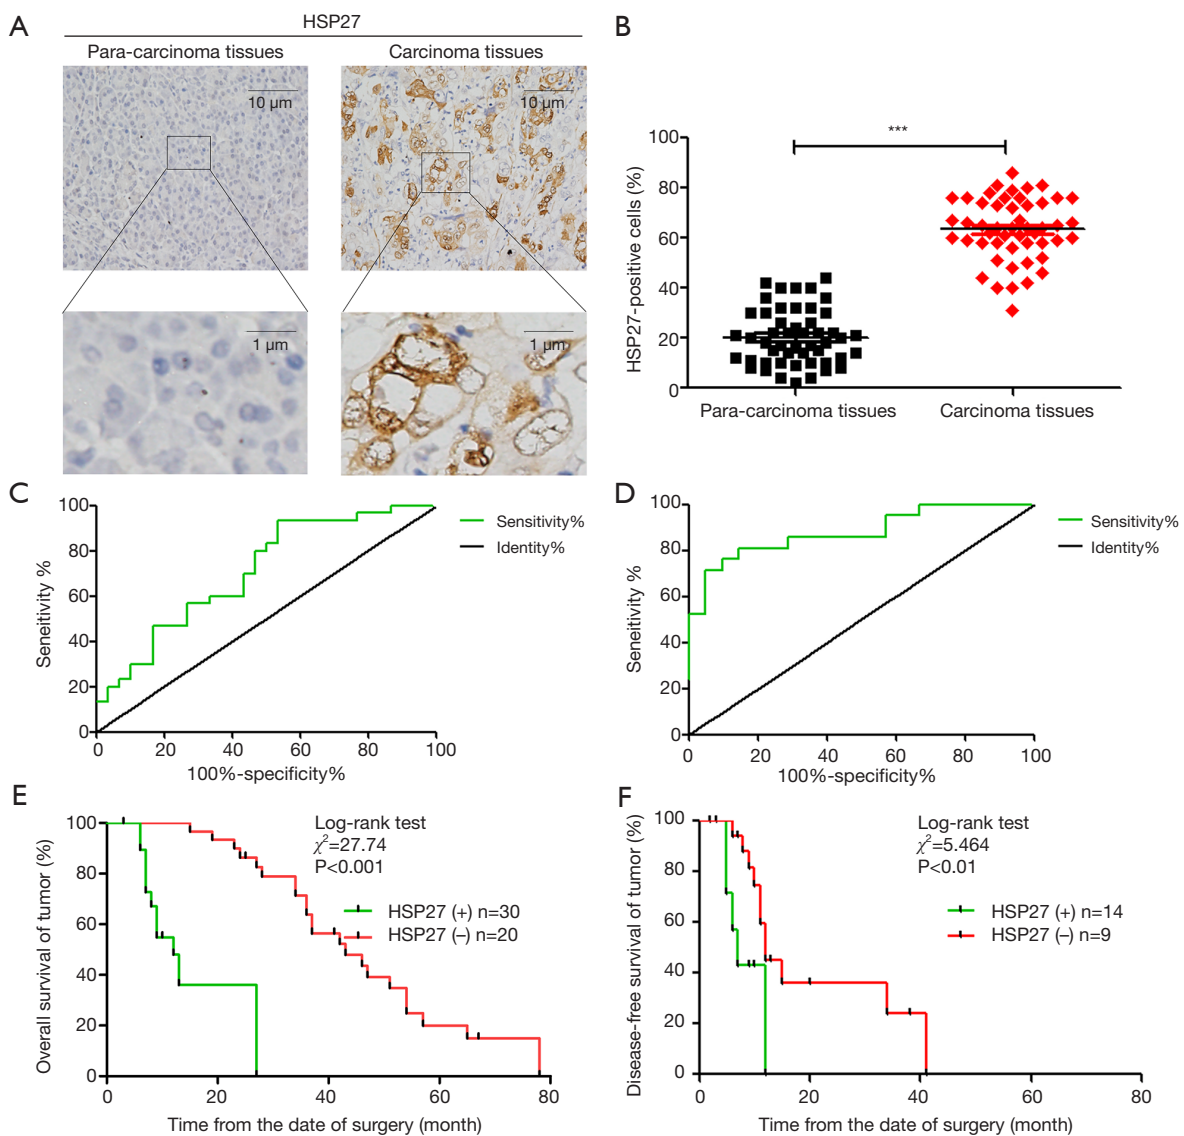 A
HSP27
Para-carcinoma tissues
Carcinoma tissues
10 μm
10 μm
1 μm
1 μm
B
***
HSP27-positive cells (%)
100
80
60
40
20
0
Para-carcinoma tissues
Carcinoma tissues
C
Seneitivity %
100
80
60
40
20
0
0 20 40 60 80 100
100%-specificity%
Sensitivity%
Identity%
D
Seneitivity %
100
80
60
40
20
0
0 20 40 60 80 100
100%-specificity%
Sensitivity%
Identity%
E
Overall survival of tumor (%)
100
80
60
40
20
0
Log-rank test
χ²=27.74
P<0.001
HSP27 (+) n=30
HSP27 (–) n=20
0 20 40 60 80
Time from the date of surgery (month)
F
Disease-free survival of tumor (%)
100
80
60
40
20
0
Log-rank test
χ²=5.464
P<0.01
HSP27 (+) n=14
HSP27 (–) n=9
0 20 40 60 80
Time from the date of surgery (month)